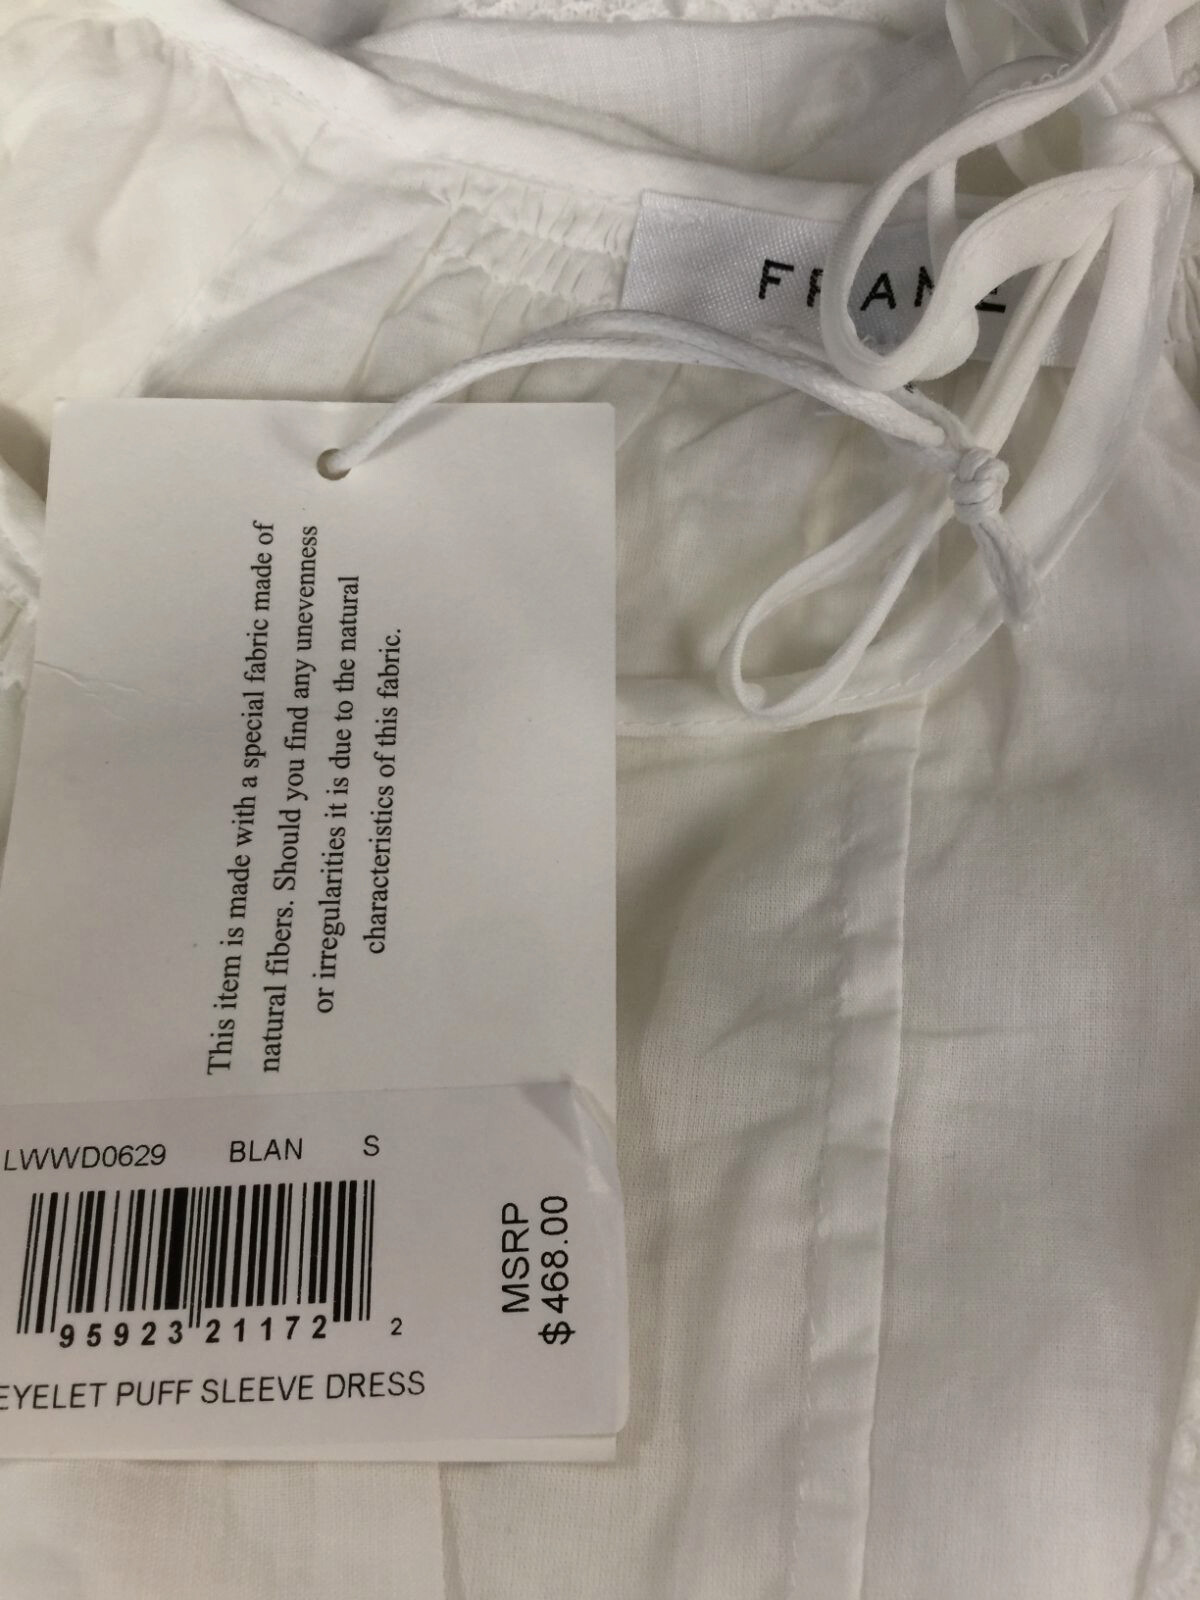 FRAME
This item is made with a special fabric made of
natural fibers. Should you find any unevenness
or irregularities it is due to the natural
characteristics of this fabric.
LWWD0629 BLAN S
95923 21172 2
MSRP
$468.00
EYELET PUFF SLEEVE DRESS